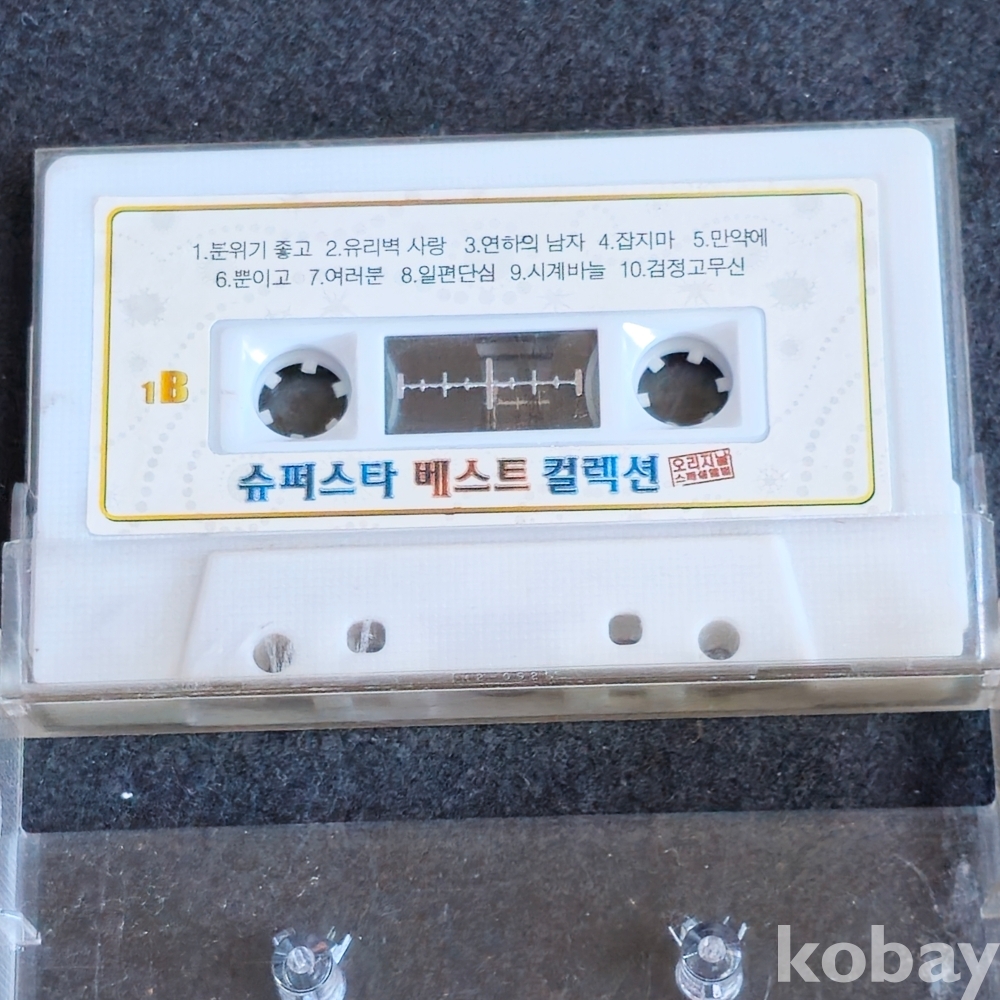 1.분위기 좋고 2.유리벽 사랑 3.연하의 남자 4.잡지마 5.만약에
6.뿐이고 7.여러분 8.일편단심 9.시계바늘 10.검정고무신
1B
슈퍼스타 베스트 컬렉션
오리지날
kobay